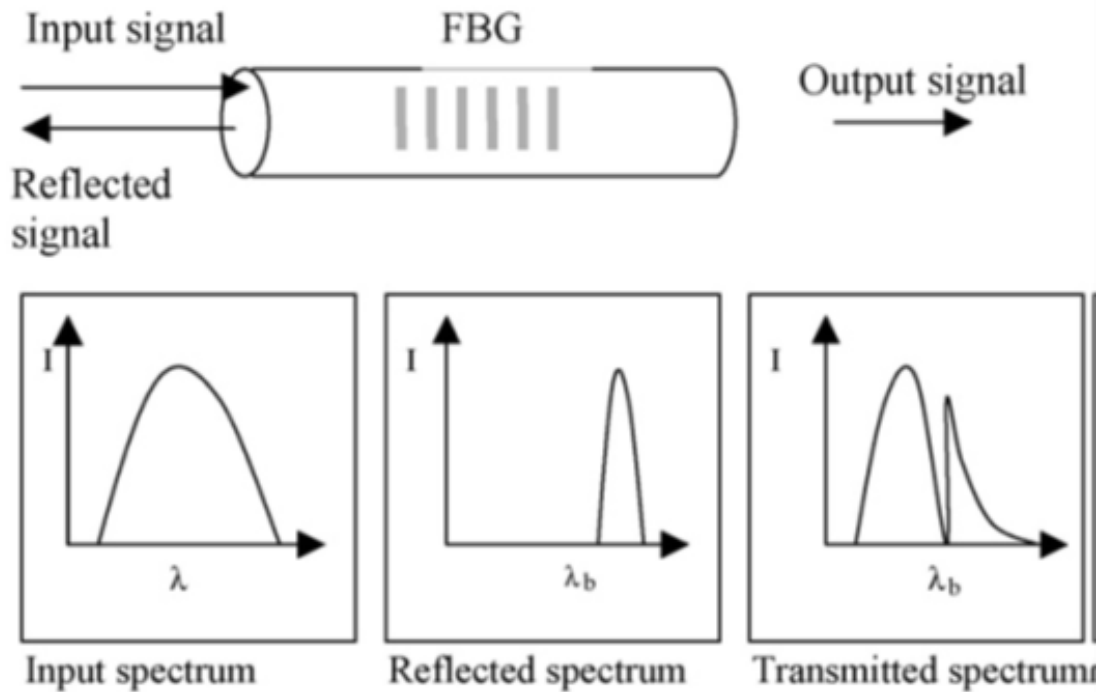 Input signal
FBG
Output signal
Reflected
signal
I
λ
I
λb
I
λb
Input spectrum
Reflected spectrum
Transmitted spectrum